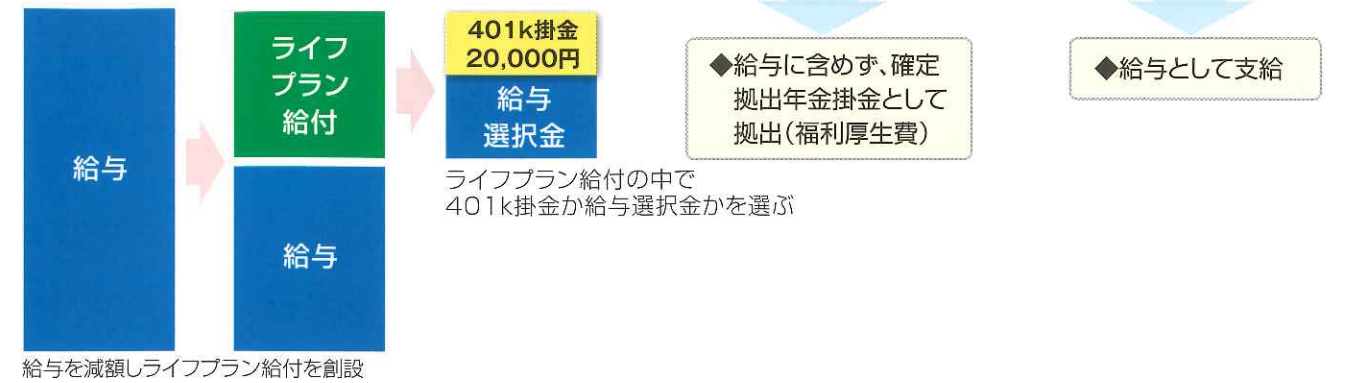 給与
ライフ
プラン
給付
給与
401k掛金
20,000円
給与
選択金
ライフプラン給付の中で
401k掛金か給与選択金かを選ぶ
◆給与に含めず、確定
拠出年金掛金として
拠出(福利厚生費)
◆給与として支給
給与を減額しライフプラン給付を創設